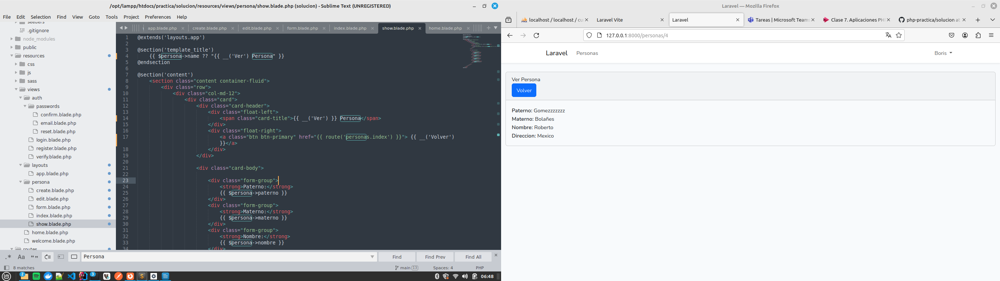 /opt/lampp/htdocs/practica/solucion/resources/views/persona/show.blade.php (solucion) - Sublime Text (UNREGISTERED)
File Edit Selection Find View Goto Tools Project Preferences Help
seeders
.gitignore
node_modules
public
resources
css
js
sass
views
auth
passwords
confirm.blade.php
email.blade.php
reset.blade.php
login.blade.php
register.blade.php
verify.blade.php
layouts
app.blade.php
persona
create.blade.php
edit.blade.php
form.blade.php
index.blade.php
show.blade.php
home.blade.php
welcome.blade.php
routes
app.blade.php create.blade.php edit.blade.php form.blade.php index.blade.php show.blade.php home.blade.php
1 @extends('layouts.app')
2
3 @section('template_title')
4 {{ $persona->name ?? "{{ __('Ver') Persona" }}
5 @endsection
6
7 @section('content')
8 <section class="content container-fluid">
9 <div class="row">
10 <div class="col-md-12">
11 <div class="card">
12 <div class="card-header">
13 <div class="float-left">
14 <span class="card-title">{{ __('Ver') }} Persona</span>
15 </div>
16 <div class="float-right">
17 <a class="btn btn-primary" href="{{ route('personas.index') }}"> {{ __('Volver')
}}</a>
18 </div>
19 </div>
20
21 <div class="card-body">
22
23 <div class="form-group">
24 <strong>Paterno:</strong>
25 {{ $persona->paterno }}
26 </div>
27 <div class="form-group">
28 <strong>Materno:</strong>
29 {{ $persona->materno }}
30 </div>
31 <div class="form-group">
32 <strong>Nombre:</strong>
33 {{ $persona->nombre }}
34 </div>
.* Aa “” Persona Find Find Prev Find All
8 matches main 13 Spaces: 4 PHP
2 3 06:48
Laravel — Mozilla Firefox
localhost / localhost / cu Laravel Vite Laravel Tareas | Microsoft Teams Clase 7. Aplicaciones PH php-practica/solucion at
127.0.0.1:8000/personas/4
Laravel Personas Boris
Ver Persona
Volver
Paterno: Gomezzzzzzz
Materno: Bolañes
Nombre: Roberto
Direccion: Mexico